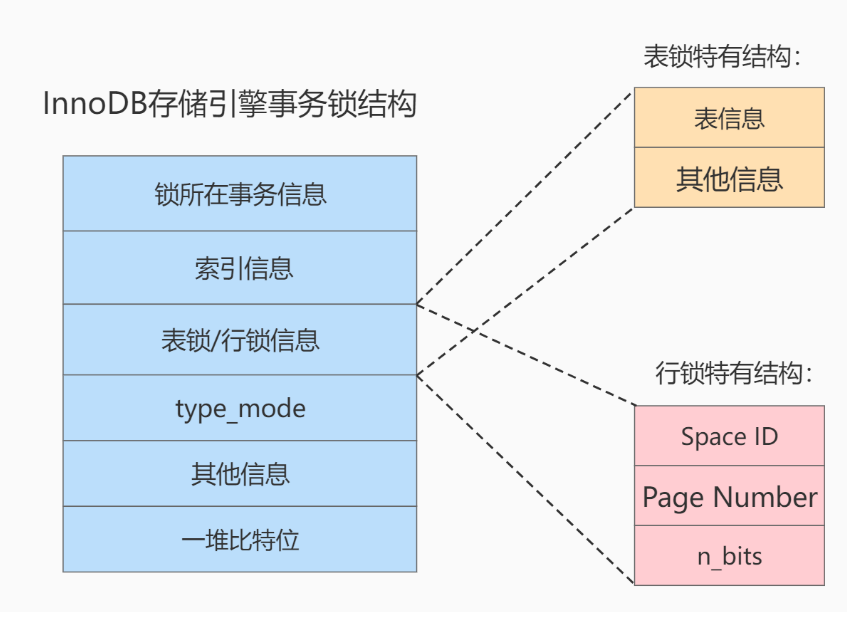 InnoDB存储引擎事务锁结构
锁所在事务信息
索引信息
表锁/行锁信息
type_mode
其他信息
一堆比特位
表锁特有结构：
表信息
其他信息
行锁特有结构：
Space ID
Page Number
n_bits